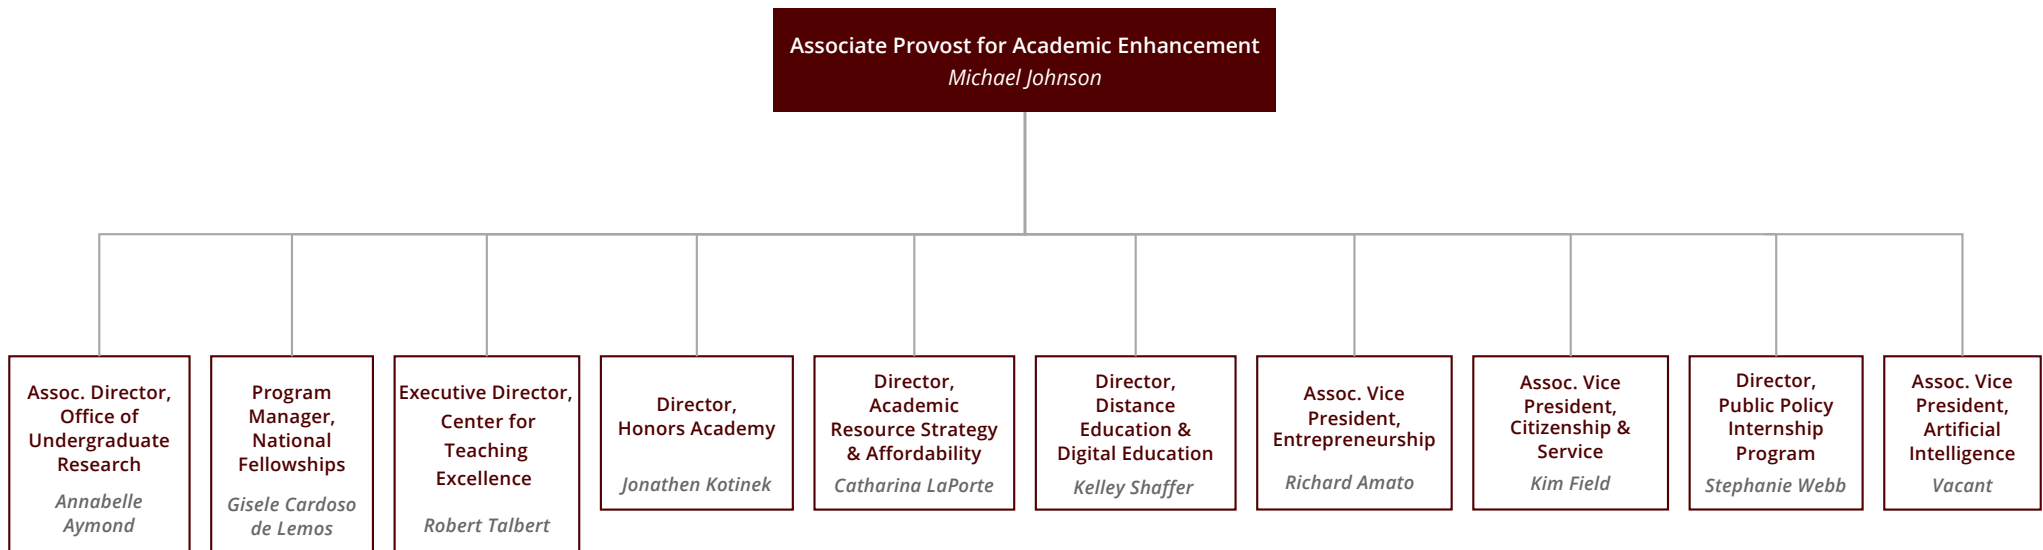 Associate Provost for Academic Enhancement
Michael Johnson
Assoc. Director,
Office of
Undergraduate
Research
Annabelle
Aymond
Program
Manager,
National
Fellowships
Gisele Cardoso
de Lemos
Executive Director,
Center for
Teaching
Excellence
Robert Talbert
Director,
Honors Academy
Jonathen Kotinek
Director,
Academic
Resource Strategy
& Affordability
Catharina LaPorte
Director,
Distance
Education &
Digital Education
Kelley Shaffer
Assoc. Vice
President,
Entrepreneurship
Richard Amato
Assoc. Vice
President,
Citizenship &
Service
Kim Field
Director,
Public Policy
Internship
Program
Stephanie Webb
Assoc. Vice
President,
Artificial
Intelligence
Vacant